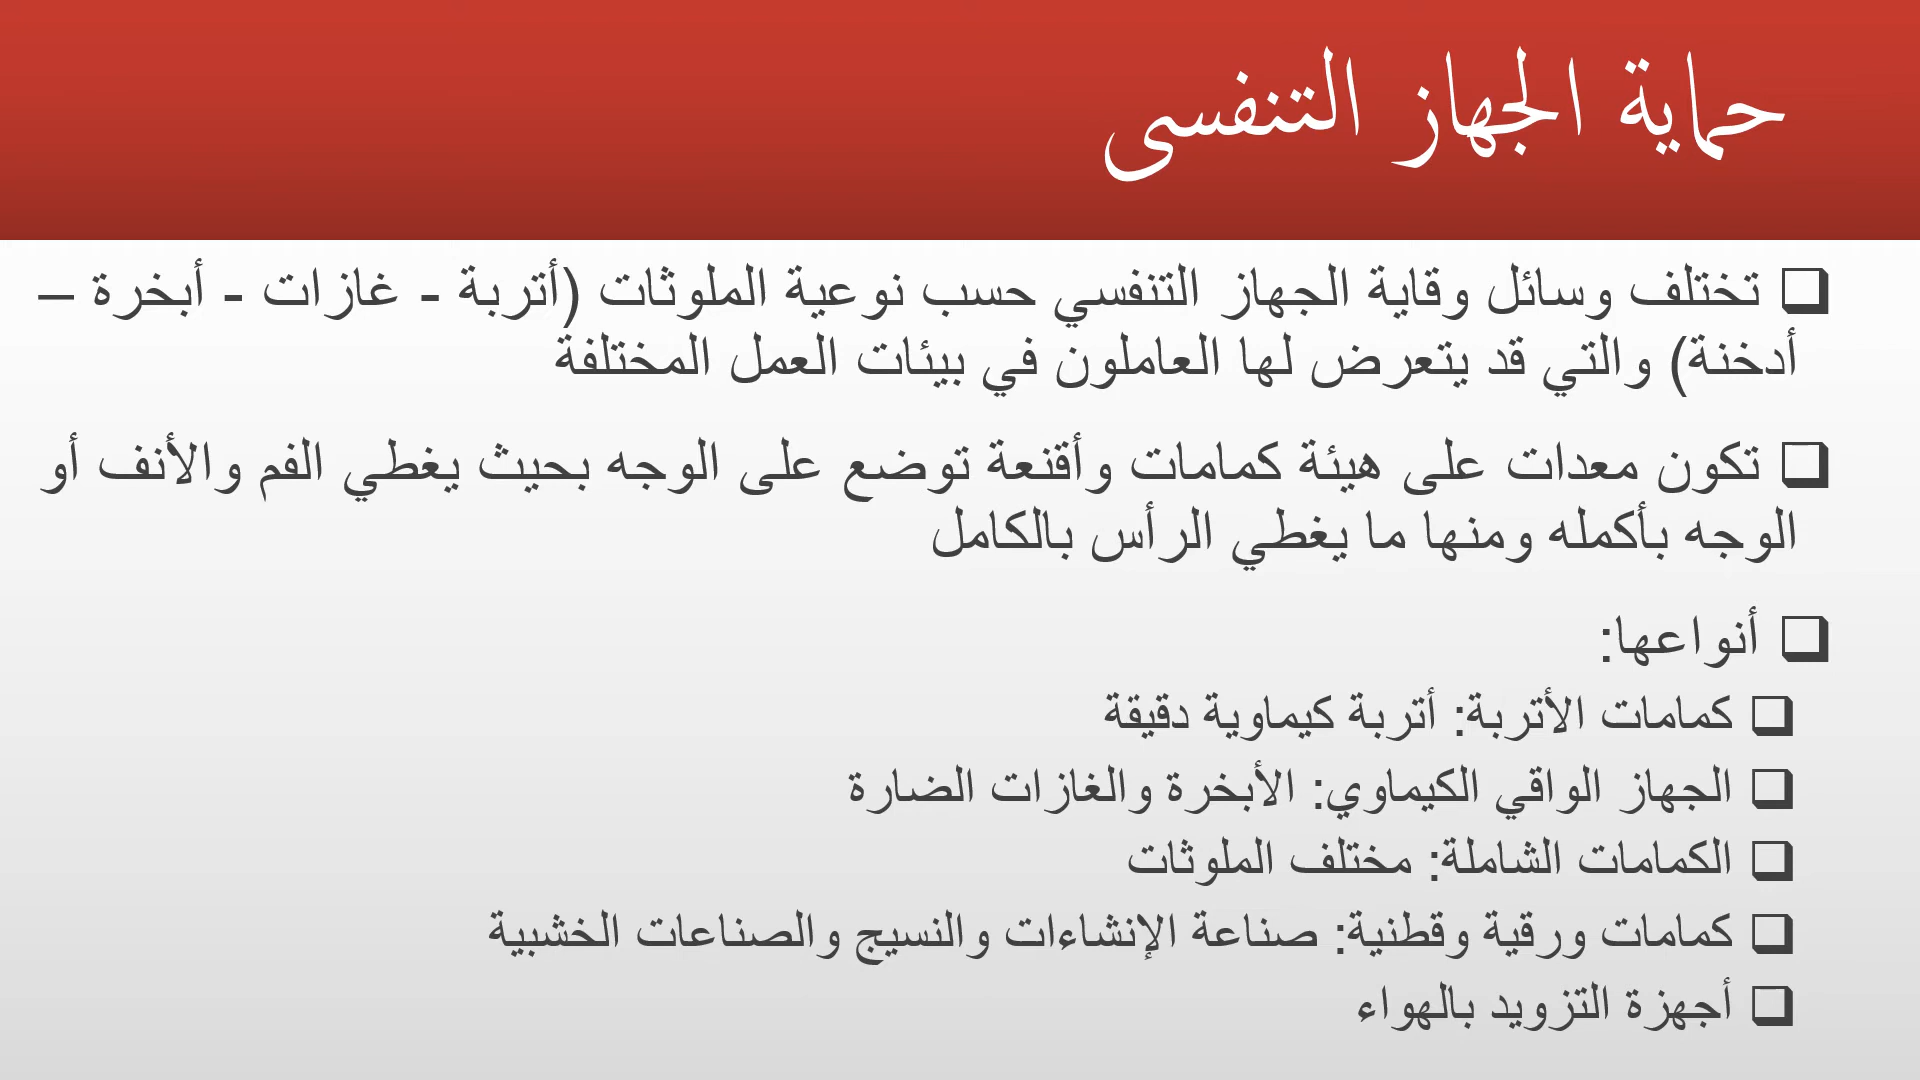 حماية الجهاز التنفسى
تختلف وسائل وقاية الجهاز التنفسي حسب نوعية الملوثات (أتربة - غازات - أبخرة –
أدخنة) والتي قد يتعرض لها العاملون في بيئات العمل المختلفة
تكون معدات على هيئة كمامات وأقنعة توضع على الوجه بحيث يغطي الفم والأنف أو
الوجه بأكمله ومنها ما يغطي الرأس بالكامل
أنواعها:
كمامات الأتربة: أتربة كيماوية دقيقة
الجهاز الواقي الكيماوي: الأبخرة والغازات الضارة
الكمامات الشاملة: مختلف الملوثات
كمامات ورقية وقطنية: صناعة الإنشاءات والنسيج والصناعات الخشبية
أجهزة التزويد بالهواء